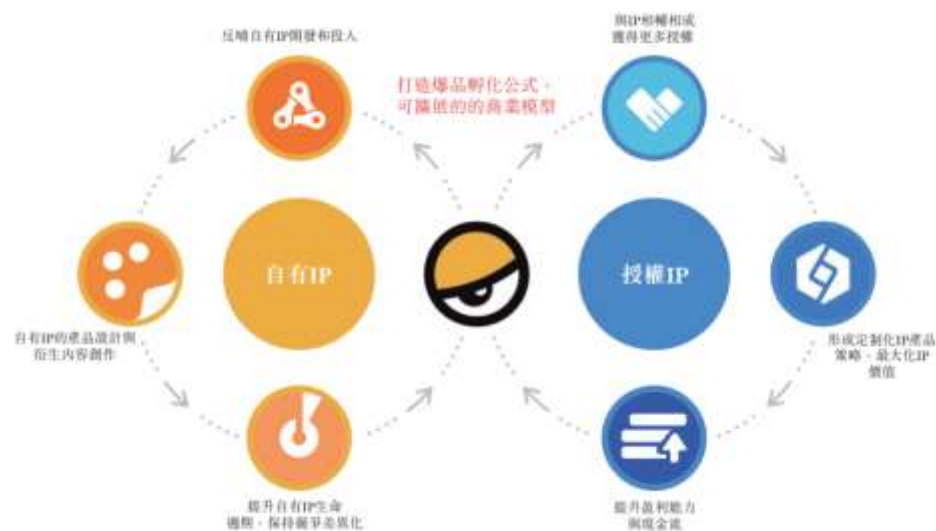 反哺自有IP開發和投入
與IP相輔相成
獲得更多授權
打造爆品孵化公式,
可擴展的的商業模型
自有IP
授權IP
自有IP的產品設計與
衍生內容創作
形成定制化IP產品
策略、最大化IP
價值
提升自有IP生命
週期、保持競爭差異化
提升盈利能力
與現金流